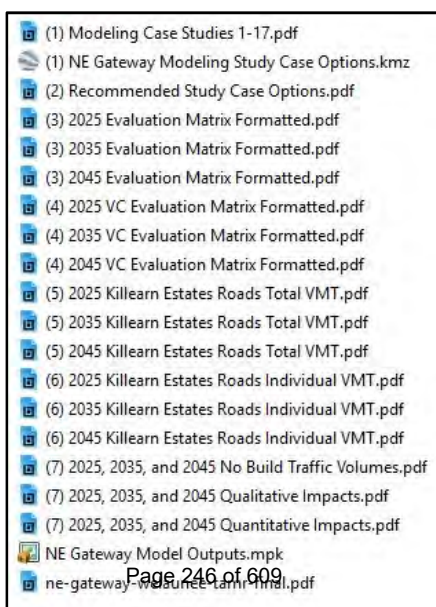 (1) Modeling Case Studies 1-17.pdf
(1) NE Gateway Modeling Study Case Options.kmz
(2) Recommended Study Case Options.pdf
(3) 2025 Evaluation Matrix Formatted.pdf
(3) 2035 Evaluation Matrix Formatted.pdf
(3) 2045 Evaluation Matrix Formatted.pdf
(4) 2025 VC Evaluation Matrix Formatted.pdf
(4) 2035 VC Evaluation Matrix Formatted.pdf
(4) 2045 VC Evaluation Matrix Formatted.pdf
(5) 2025 Killearn Estates Roads Total VMT.pdf
(5) 2035 Killearn Estates Roads Total VMT.pdf
(5) 2045 Killearn Estates Roads Total VMT.pdf
(6) 2025 Killearn Estates Roads Individual VMT.pdf
(6) 2035 Killearn Estates Roads Individual VMT.pdf
(6) 2045 Killearn Estates Roads Individual VMT.pdf
(7) 2025, 2035, and 2045 No Build Traffic Volumes.pdf
(7) 2025, 2035, and 2045 Qualitative Impacts.pdf
(7) 2025, 2035, and 2045 Quantitative Impacts.pdf
NE Gateway Model Outputs.mpk
ne-gateway-welaunee-tamr-final.pdf
Page 246 of 609